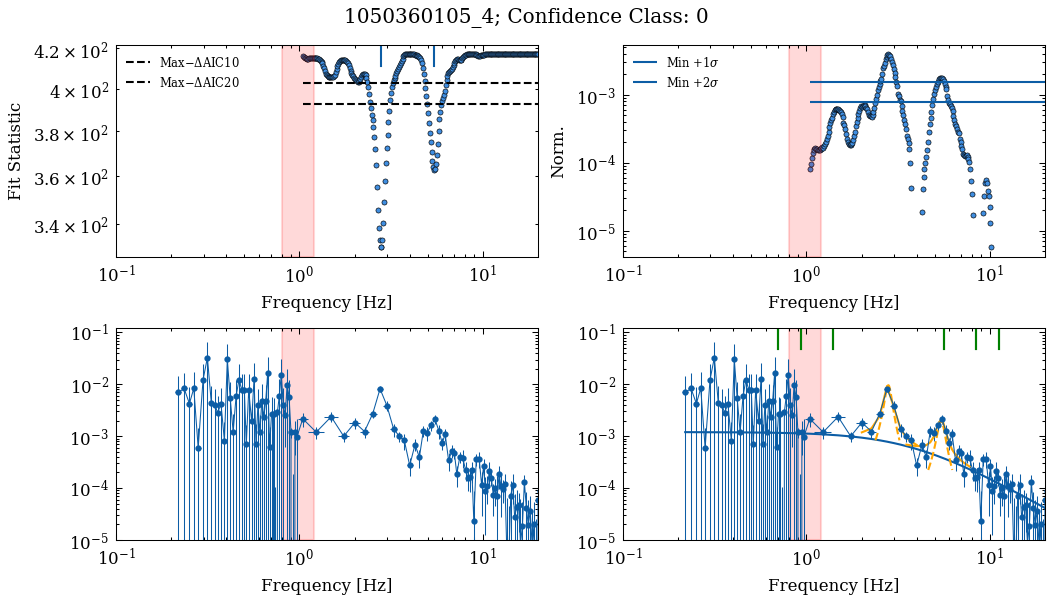 1050360105_4; Confidence Class: 0
Fit Statistic
4.2 × 10²
4 × 10²
3.8 × 10²
3.6 × 10²
3.4 × 10²
Max−ΔAIC10
Max−ΔAIC20
10⁻¹ 10⁰ 10¹
Frequency [Hz]
Norm.
10⁻³
10⁻⁴
10⁻⁵
Min +1σ
Min +2σ
10⁻¹ 10⁰ 10¹
Frequency [Hz]
10⁻¹
10⁻²
10⁻³
10⁻⁴
10⁻⁵
10⁻¹ 10⁰ 10¹
Frequency [Hz]
10⁻¹
10⁻²
10⁻³
10⁻⁴
10⁻⁵
10⁻¹ 10⁰ 10¹
Frequency [Hz]